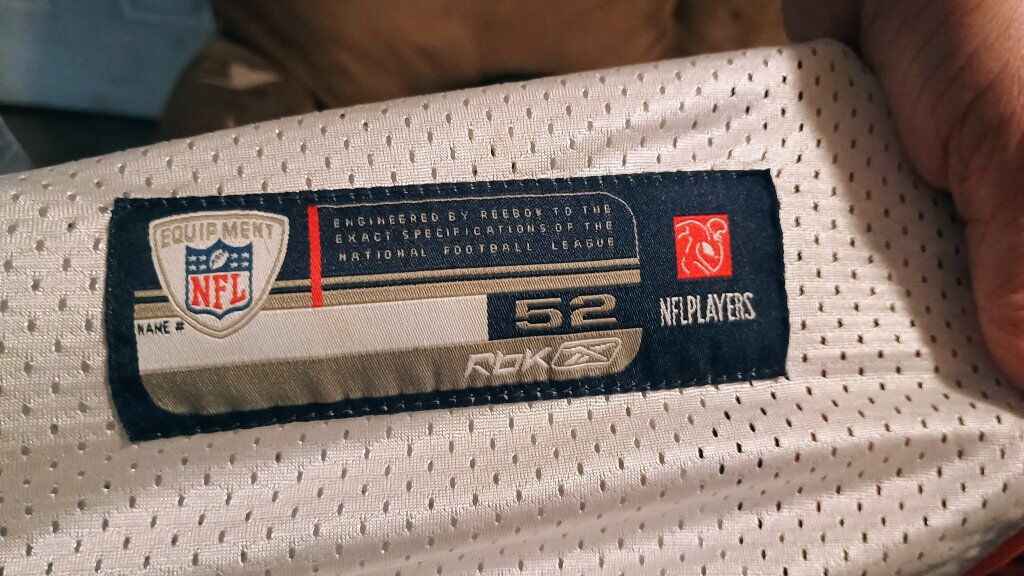 EQUIPMENT
NFL
ENGINEERED BY REEBOK TO THE
EXACT SPECIFICATIONS OF THE
NATIONAL FOOTBALL LEAGUE
NAME #
52
RBK
NFLPLAYERS